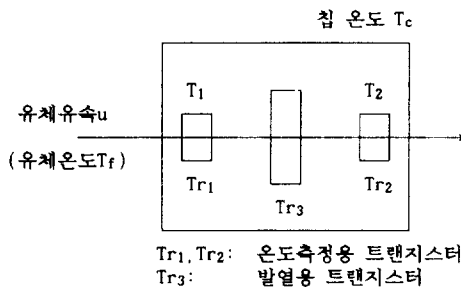 칩 온도 Tc
T1 T2
유체유속u
(유체온도Tf)
Tr1 Tr2
Tr3
Tr1,Tr2: 온도측정용 트랜지스터
Tr3: 발열용 트랜지스터